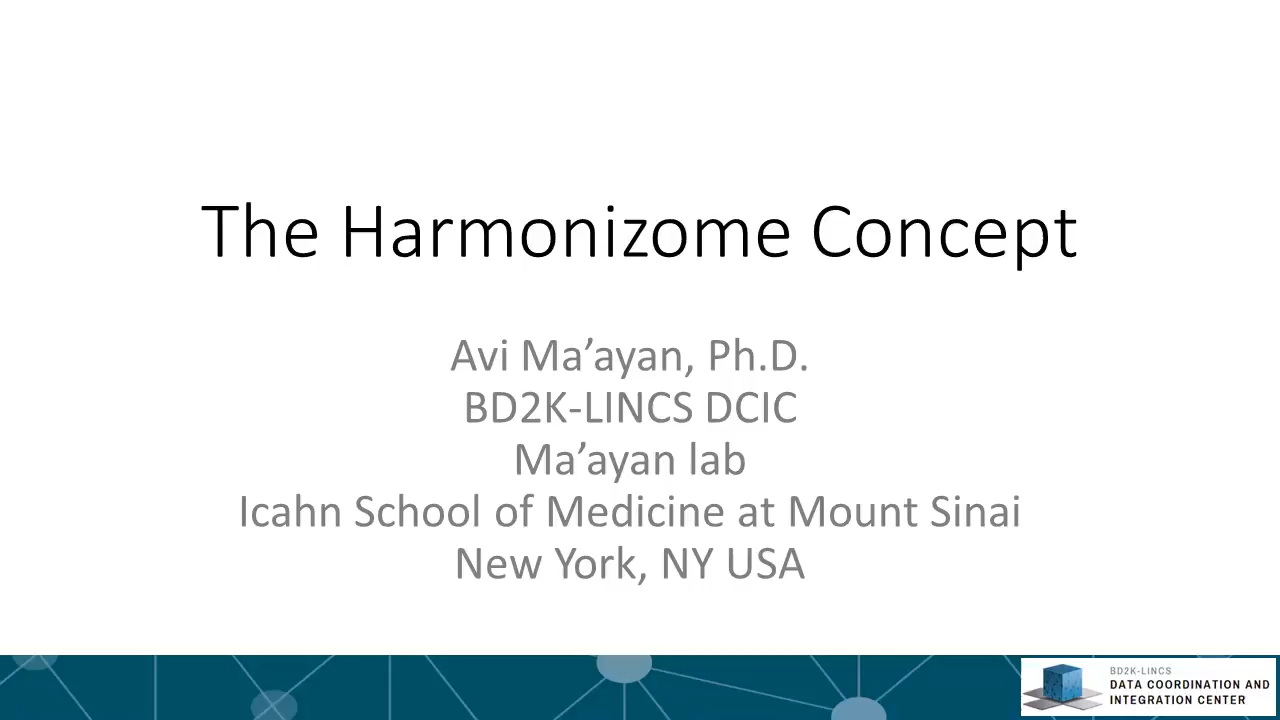 The Harmonizome Concept
Avi Ma’ayan, Ph.D.
BD2K-LINCS DCIC
Ma’ayan lab
Icahn School of Medicine at Mount Sinai
New York, NY USA
BD2K-LINCS
DATA COORDINATION AND
INTEGRATION CENTER